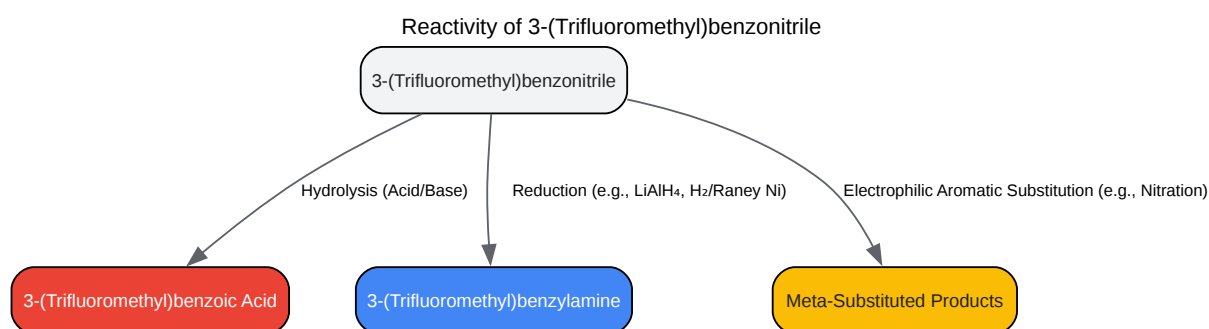 Reactivity of 3-(Trifluoromethyl)benzonitrile
3-(Trifluoromethyl)benzonitrile
Hydrolysis (Acid/Base)
Reduction (e.g., LiAlH₄, H₂/Raney Ni)
Electrophilic Aromatic Substitution (e.g., Nitration)
3-(Trifluoromethyl)benzoic Acid
3-(Trifluoromethyl)benzylamine
Meta-Substituted Products